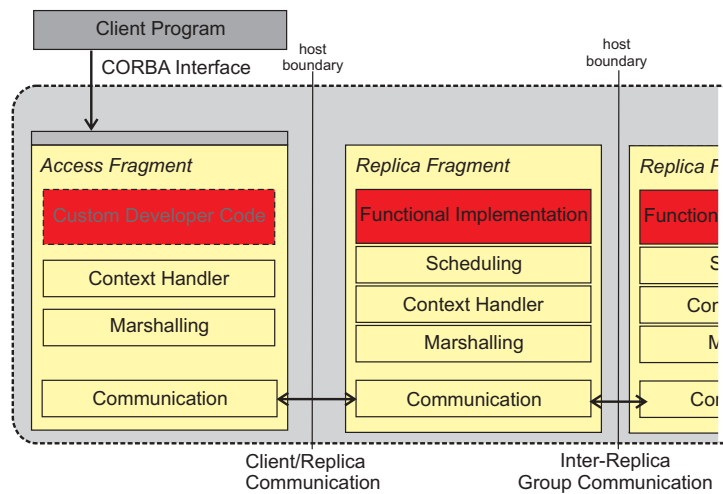 Client Program
CORBA Interface
host
boundary
host
boundary
Access Fragment
Custom Developer Code
Context Handler
Marshalling
Communication
Replica Fragment
Functional Implementation
Scheduling
Context Handler
Marshalling
Communication
Replica
Client/Replica
Communication
Inter-Replica
Group Communication